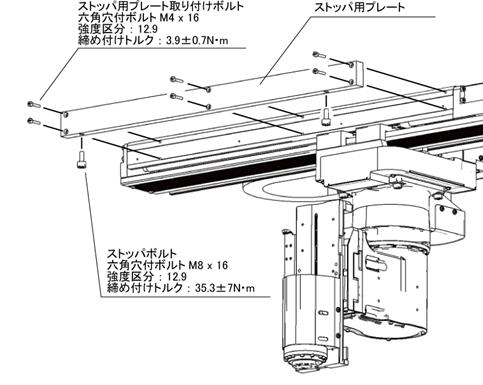 ストッパ用プレート取り付けボルト
六角穴付ボルト M4 x 16
強度区分：12.9
締め付けトルク：3.9±0.7N・m
ストッパ用プレート
ストッパボルト
六角穴付ボルト M8 x 16
強度区分：12.9
締め付けトルク：35.3±7N・m